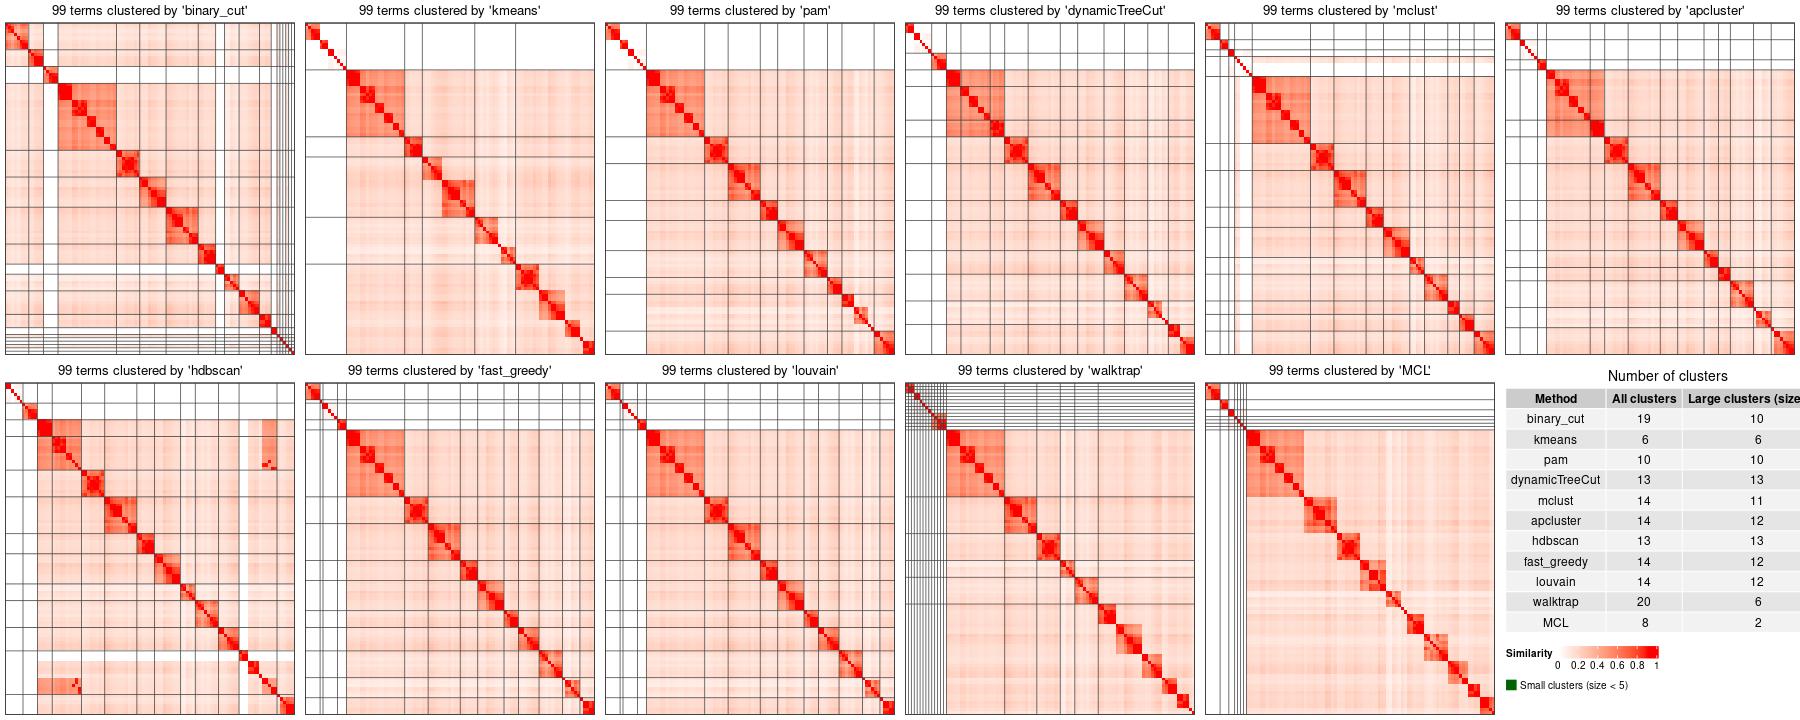 99 terms clustered by 'binary_cut'
99 terms clustered by 'kmeans'
99 terms clustered by 'pam'
99 terms clustered by 'dynamicTreeCut'
99 terms clustered by 'mclust'
99 terms clustered by 'apcluster'
99 terms clustered by 'hdbscan'
99 terms clustered by 'fast_greedy'
99 terms clustered by 'louvain'
99 terms clustered by 'walktrap'
99 terms clustered by 'MCL'
Number of clusters
Method All clusters Large clusters (size
binary_cut 19 10
kmeans 6 6
pam 10 10
dynamicTreeCut 13 13
mclust 14 11
apcluster 14 12
hdbscan 13 13
fast_greedy 14 12
louvain 14 12
walktrap 20 6
MCL 8 2
Similarity
0 0.2 0.4 0.6 0.8 1
Small clusters (size < 5)